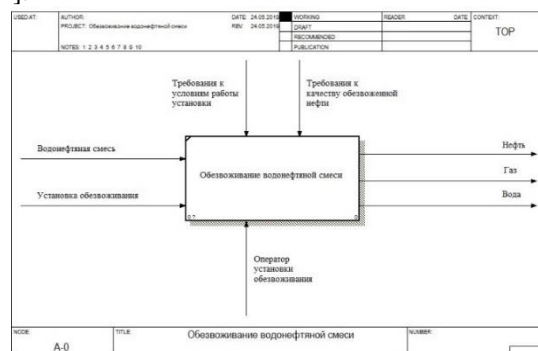 ].
USED AT:
AUTHOR:
DATE: 24.05.2019
WORKING
READER
DATE
CONTEXT:
PROJECT: Обезвоживание водонефтяной смеси
REV: 24.05.2019
DRAFT
TOP
RECOMMENDED
NOTES: 1 2 3 4 5 6 7 8 9 10
PUBLICATION
Требования к
условиям работы
установки
Требования к
качеству обезвоженной
нефти
Водонефтяная смесь
Установка обезвоживания
Обезвоживание водонефтяной смеси
Нефть
Газ
Вода
Оператор
установки
обезвоживания
NODE:
TITLE:
Обезвоживание водонефтяной смеси
NUMBER:
A-0